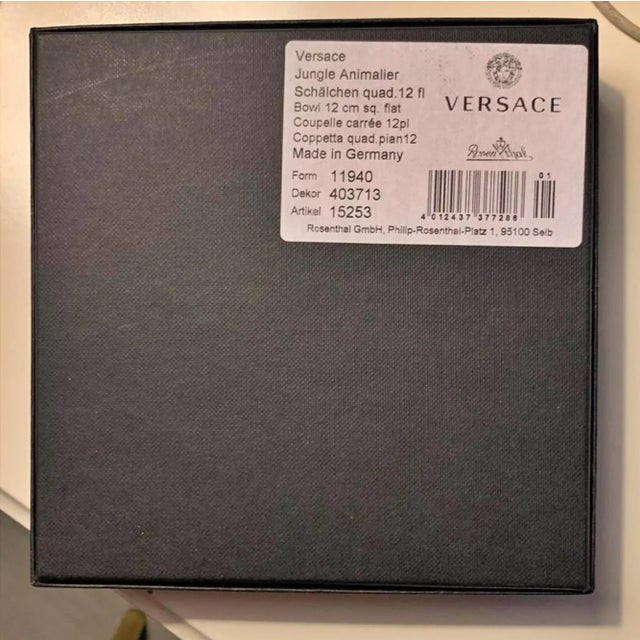 Versace
Jungle Animalier
Schälchen quad.12 fl
Bowl 12 cm sq. flat
Coupelle carrée 12pl
Coppetta quad.pian12
Made in Germany
VERSACE
Rosenthal
Form 11940
Dekor 403713
Artikel 15253
01
4 012437 377286
Rosenthal GmbH, Philip-Rosenthal-Platz 1, 95100 Selb